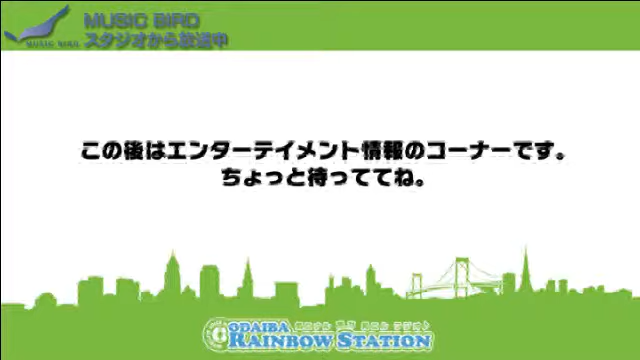 MUSIC BIRD
MUSIC BIRD
スタジオから放送中
この後はエンターテイメント情報のコーナーです。
ちょっと待っててね。
ODAIBA
RAINBOW STATION